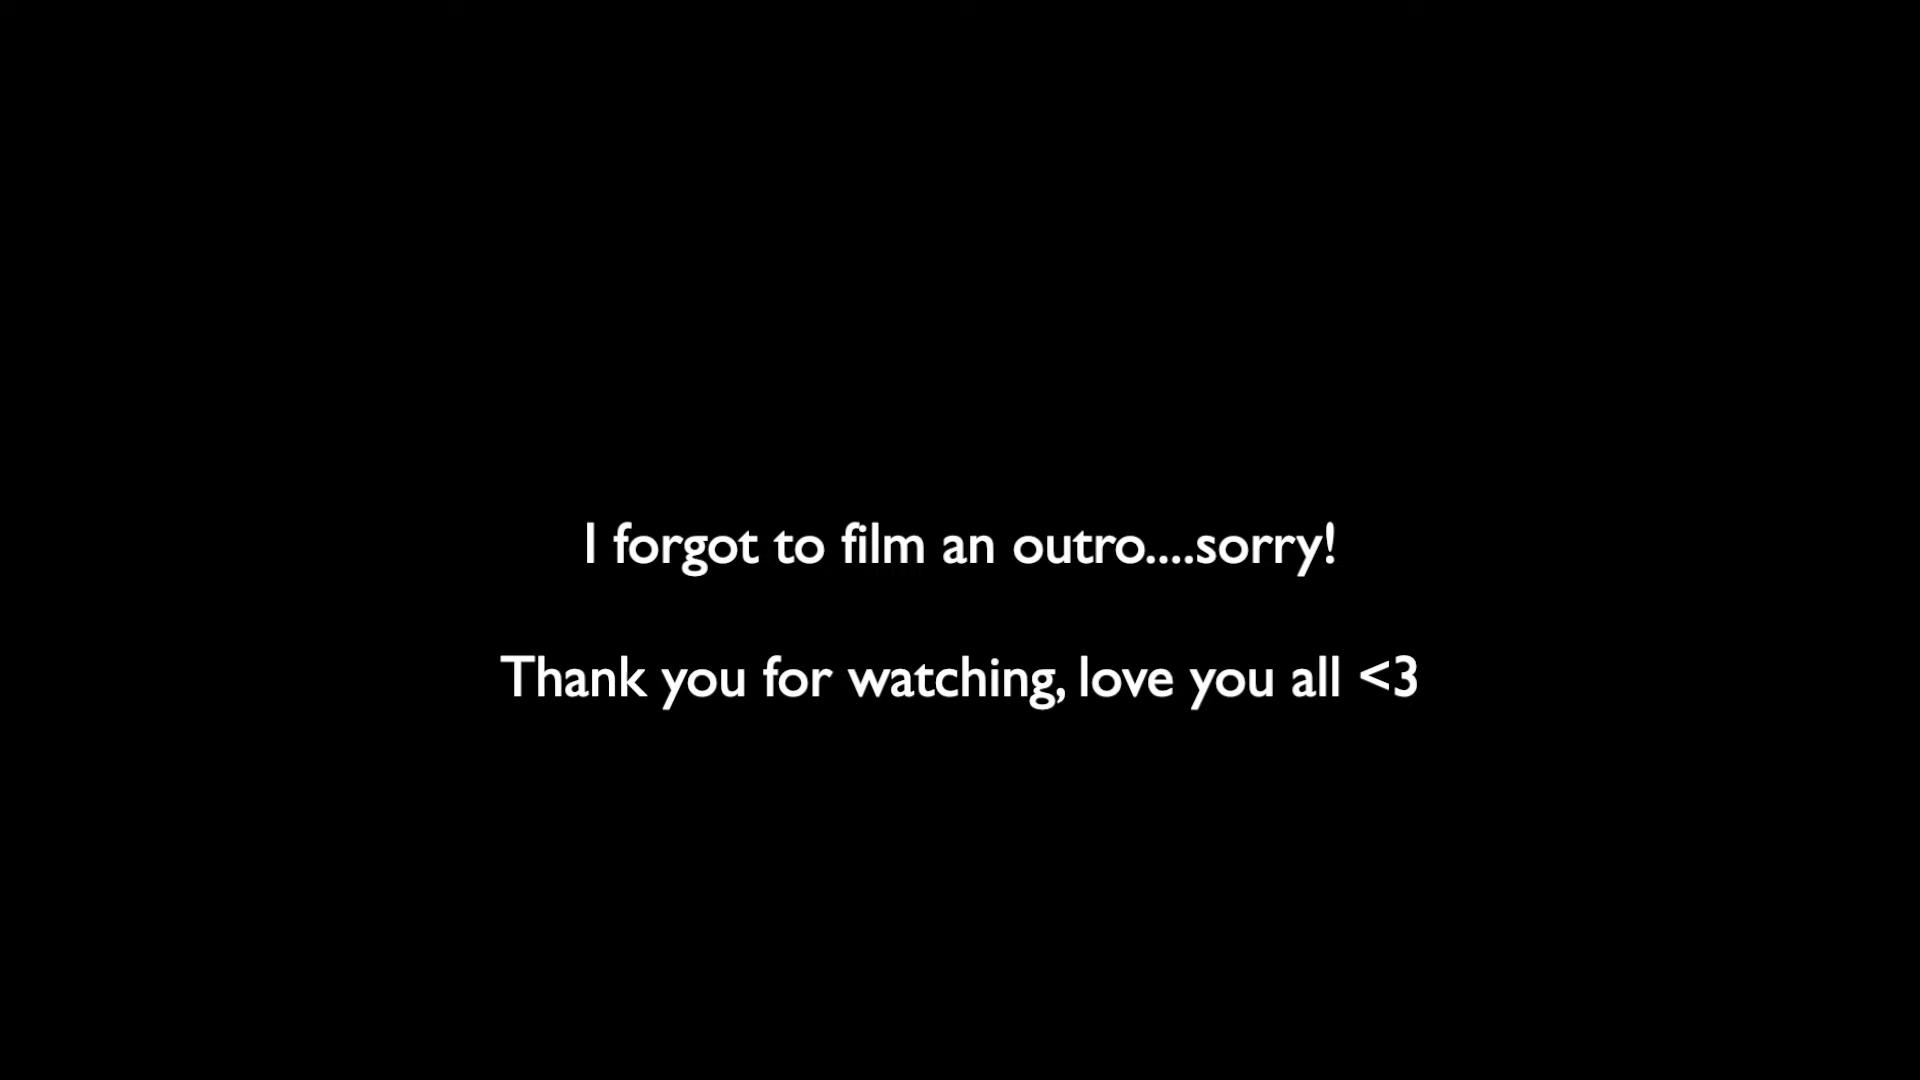 I forgot to film an outro....sorry!
Thank you for watching, love you all <3